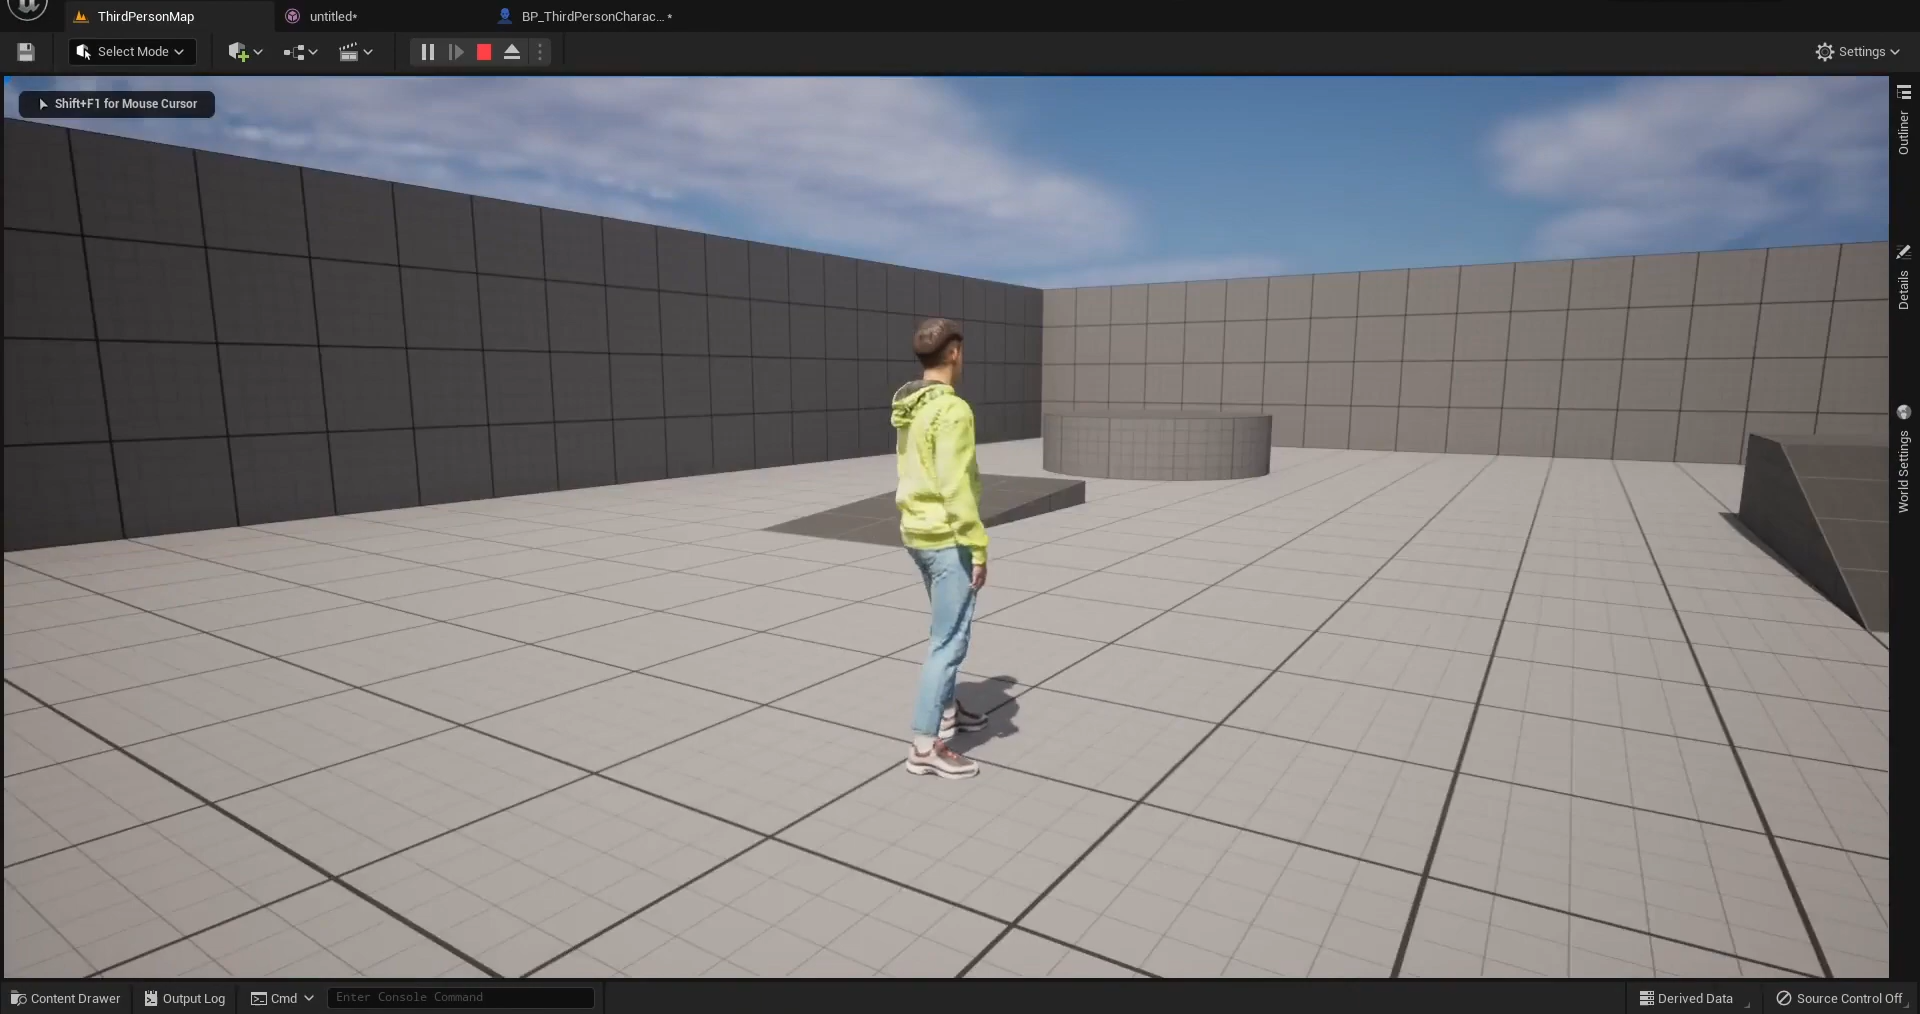 ThirdPersonMap
untitled*
BP_ThirdPersonCharac... *
Select Mode
Settings
Shift+F1 for Mouse Cursor
Outliner
Details
World Settings
Content Drawer
Output Log
Cmd
Enter Console Command
Derived Data
Source Control Off